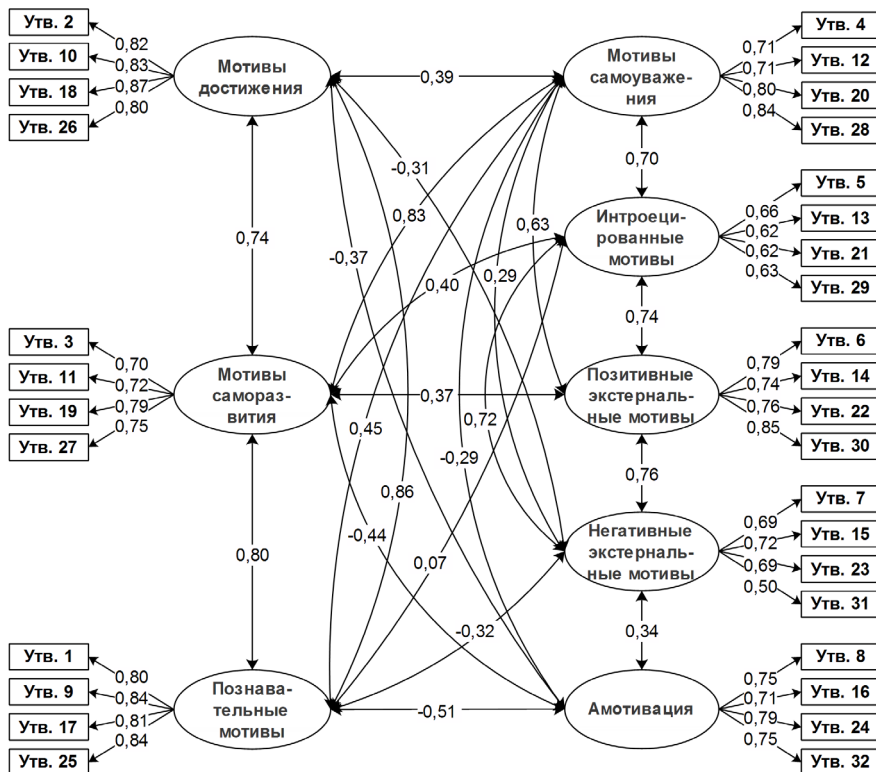 Утв. 2
Утв. 10
Утв. 18
Утв. 26
0,82
0,83
0,87
0,80
Мотивы
достижения
0,39
Мотивы
самоуваже-
ния
0,71
0,71
0,80
0,84
Утв. 4
Утв. 12
Утв. 20
Утв. 28
-0,31
0,70
0,74
-0,37
0,83
0,63
0,29
0,40
Интроеци-
рованные
мотивы
0,66
0,62
0,62
0,63
Утв. 5
Утв. 13
Утв. 21
Утв. 29
0,74
Утв. 3
Утв. 11
Утв. 19
Утв. 27
0,70
0,72
0,79
0,75
Мотивы
саморазв-
ития
0,37
Позитивные
экстерналь-
ные мотивы
0,79
0,74
0,76
0,85
Утв. 6
Утв. 14
Утв. 22
Утв. 30
0,45
0,72
-0,29
0,76
0,86
-0,44
0,80
0,07
Негативные
экстерналь-
ные мотивы
0,69
0,72
0,69
0,50
Утв. 7
Утв. 15
Утв. 23
Утв. 31
-0,32
0,34
Утв. 1
Утв. 9
Утв. 17
Утв. 25
0,80
0,84
0,81
0,84
Познава-
тельные
мотивы
-0,51
Амотивация
0,75
0,71
0,79
0,75
Утв. 8
Утв. 16
Утв. 24
Утв. 32